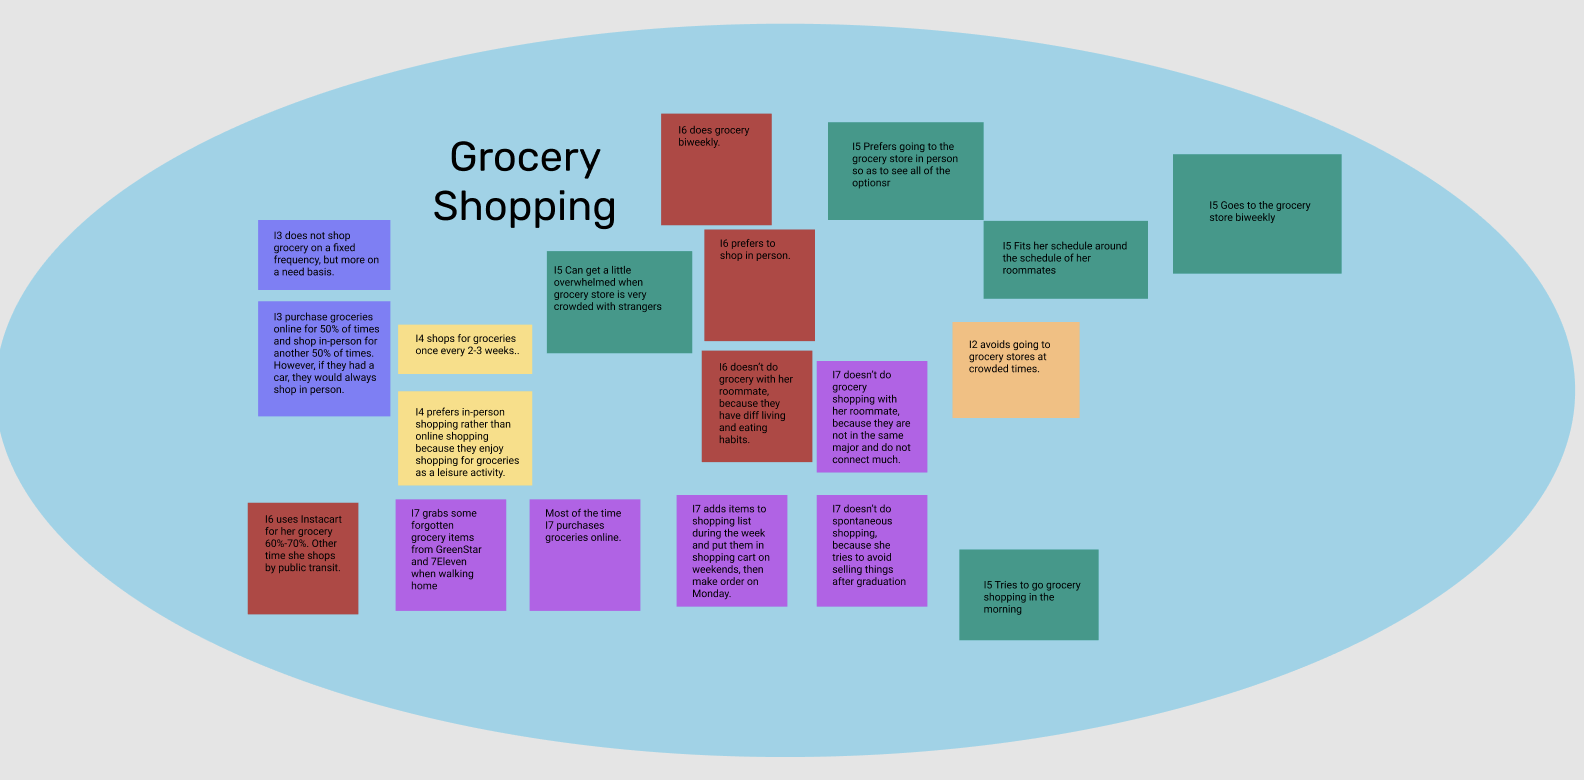 Grocery
Shopping
I6 does grocery
biweekly.
I5 Prefers going to the
grocery store in person
so as to see all of the
optionsr
I5 Goes to the grocery
store biweekly
I3 does not shop
grocery on a fixed
frequency, but more on
a need basis.
I6 prefers to
shop in person.
I5 Fits her schedule around
the schedule of her
roommates
I5 Can get a little
overwhelmed when
grocery store is very
crowded with strangers
I3 purchase groceries
online for 50% of times
and shop in-person for
another 50% of times.
However, if they had a
car, they would always
shop in person.
I4 shops for groceries
once every 2-3 weeks..
I2 avoids going to
grocery stores at
crowded times.
I6 doesn't do
grocery with her
roommate,
because they
have diff living
and eating
habits.
I7 doesn't do
grocery
shopping with
her roommate,
because they are
not in the same
major and do not
connect much.
I4 prefers in-person
shopping rather than
online shopping
because they enjoy
shopping for groceries
as a leisure activity.
I6 uses Instacart
for her grocery
60%-70%. Other
time she shops
by public transit.
I7 grabs some
forgotten
grocery items
from GreenStar
and 7Eleven
when walking
home
Most of the time
I7 purchases
groceries online.
I7 adds items to
shopping list
during the week
and put them in
shopping cart on
weekends, then
make order on
Monday.
I7 doesn't do
spontaneous
shopping,
because she
tries to avoid
selling things
after graduation
I5 Tries to go grocery
shopping in the
morning